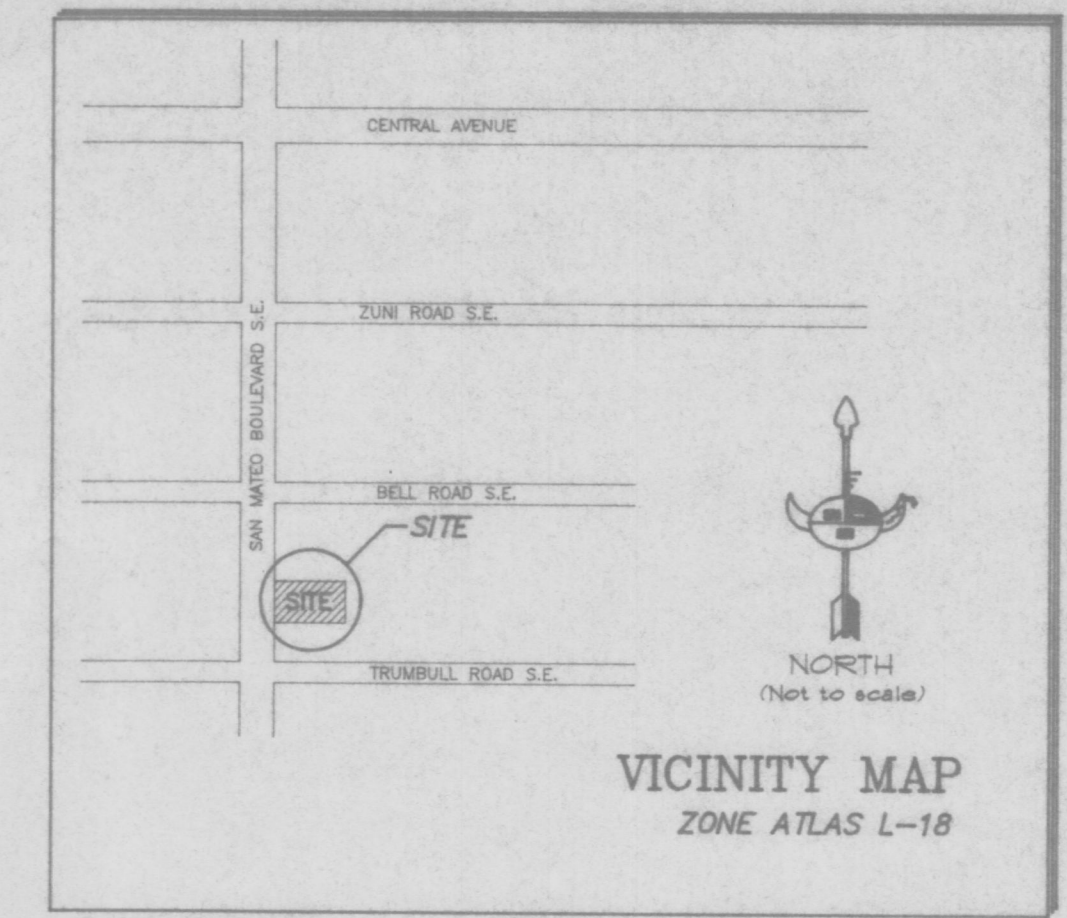 CENTRAL AVENUE
ZUNI ROAD S.E.
SAN MATEO BOULEVARD S.E.
BELL ROAD S.E.
SITE
SITE
TRUMBULL ROAD S.E.
NORTH
(Not to scale)
VICINITY MAP
ZONE ATLAS L-18